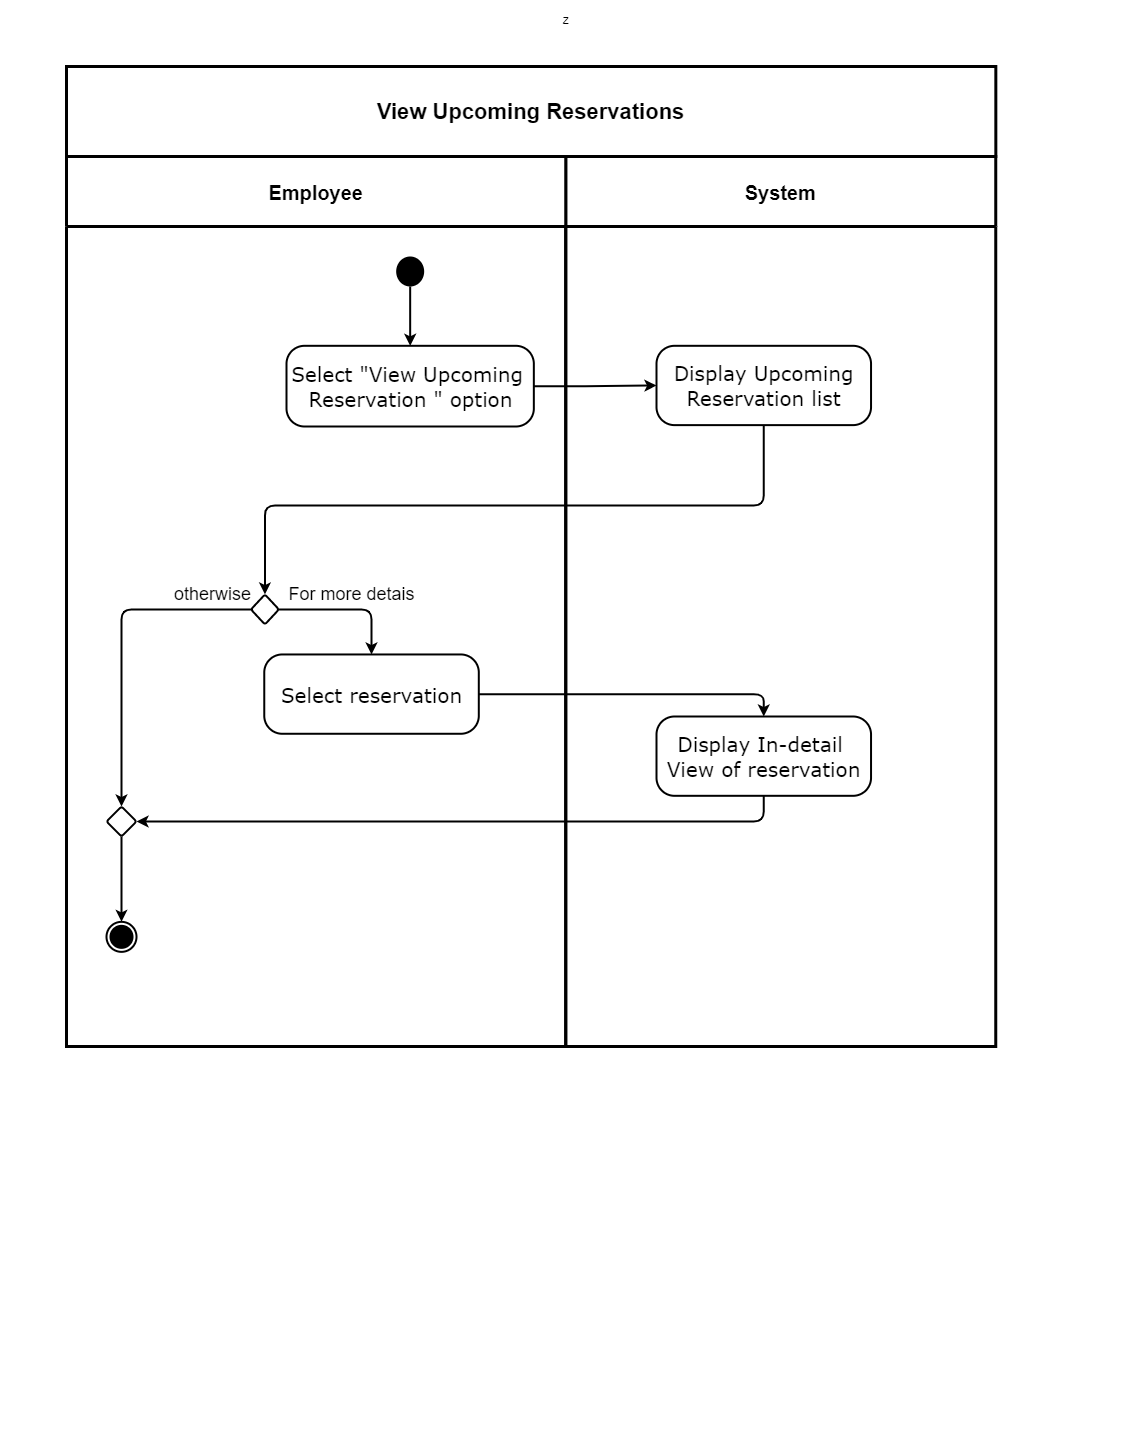 z
View Upcoming Reservations
Employee
System
Select "View Upcoming
Reservation " option
Display Upcoming
Reservation list
otherwise
For more detais
Select reservation
Display In-detail
View of reservation